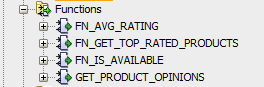 Functions
FN_AVG_RATING
FN_GET_TOP_RATED_PRODUCTS
FN_IS_AVAILABLE
GET_PRODUCT_OPINIONS